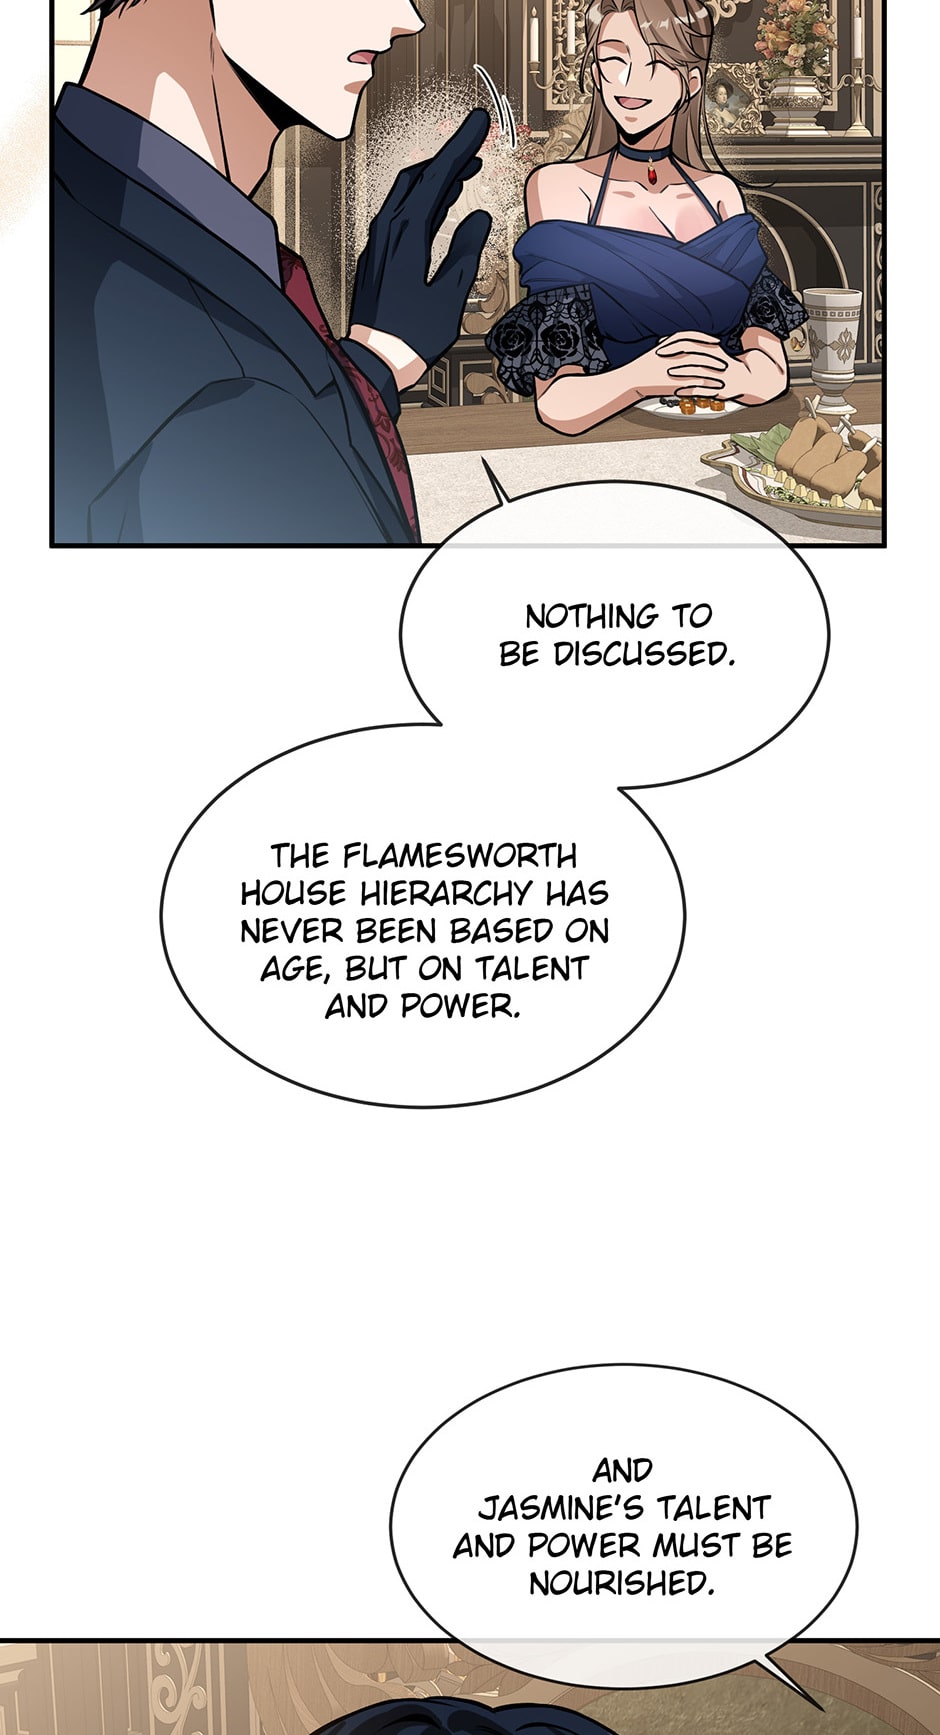 NOTHING TO
BE DISCUSSED.
THE FLAMESWORTH
HOUSE HIERARCHY HAS
NEVER BEEN BASED ON
AGE, BUT ON TALENT
AND POWER.
AND
JASMINE'S TALENT
AND POWER MUST BE
NOURISHED.